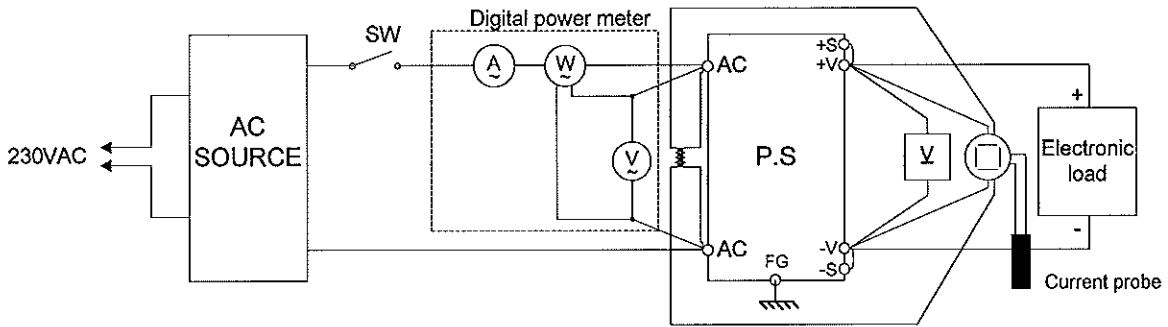 Digital power meter
SW
A
W
AC
+S
+V
230VAC
AC
SOURCE
V
P.S
V
+
Electronic
load
-
AC
FG
-V
-S
Current probe